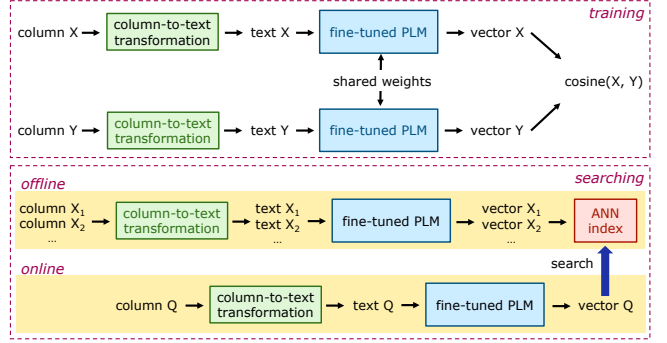 training
column X
column-to-text
transformation
text X
fine-tuned PLM
vector X
shared weights
cosine(X, Y)
column Y
column-to-text
transformation
text Y
fine-tuned PLM
vector Y
searching
offline
column X₁
column X₂
...
column-to-text
transformation
text X₁
text X₂
...
fine-tuned PLM
vector X₁
vector X₂
...
ANN
index
online
search
column Q
column-to-text
transformation
text Q
fine-tuned PLM
vector Q